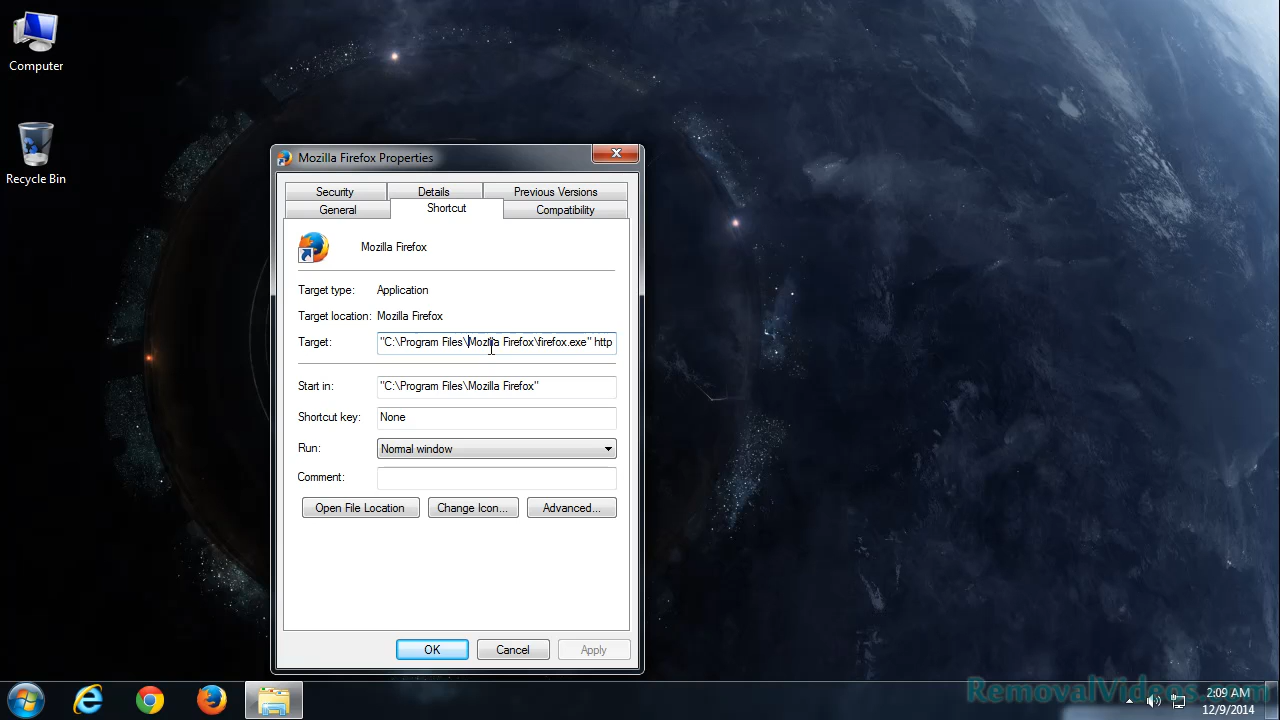 Computer
Recycle Bin
Mozilla Firefox Properties
Security Details Previous Versions
General Shortcut Compatibility
Mozilla Firefox
Target type: Application
Target location: Mozilla Firefox
Target: "C:\Program Files\Mozilla Firefox\firefox.exe" http
Start in: "C:\Program Files\Mozilla Firefox"
Shortcut key: None
Run: Normal window
Comment:
Open File Location Change Icon... Advanced...
OK Cancel Apply
RemovalVideos.com
2:09 AM
12/9/2014